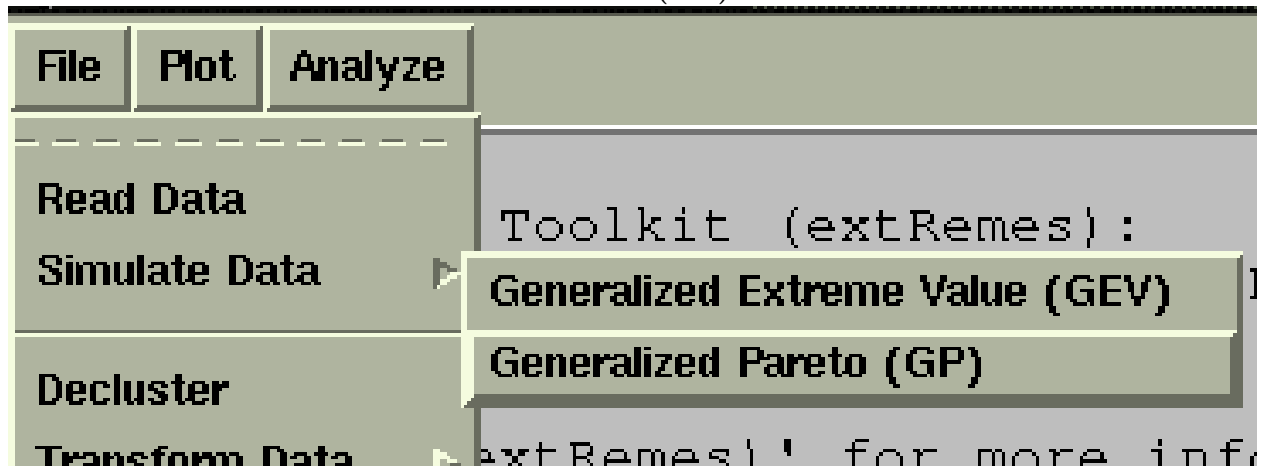 File Plot Analyze
Read Data
Toolkit (extRemes):
Simulate Data
Generalized Extreme Value (GEV)
Generalized Pareto (GP)
Decluster
Transform Data
extRemes)' for more info